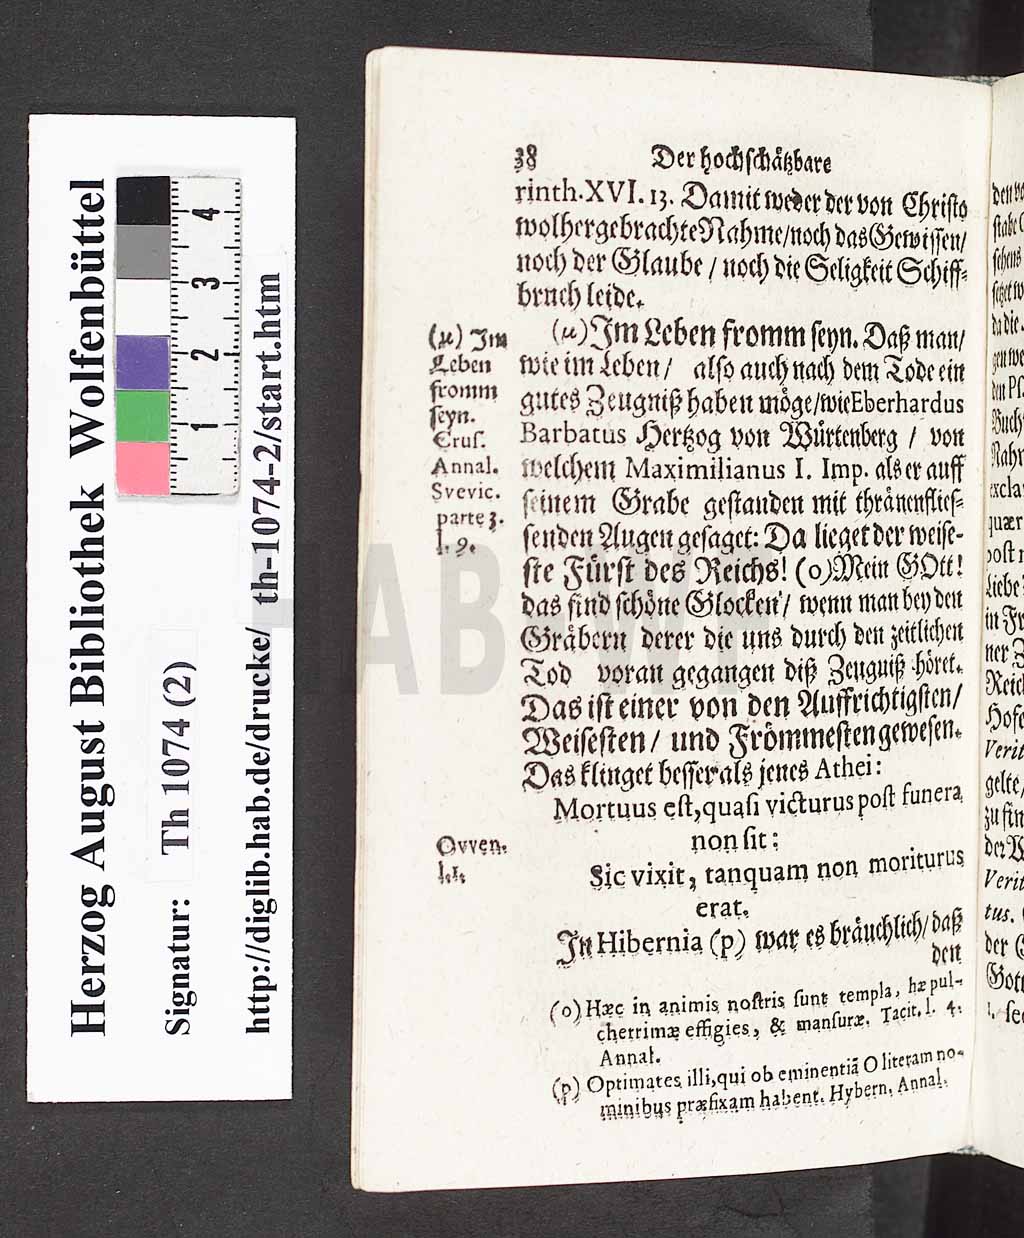 Herzog August Bibliothek Wolfenbüttel
Signatur: Th 1074 (2)
http://diglib.hab.de/drucke/ th-1074-2/start.htm
1 2 3 4
38 Der hochschätzbare
rinth. XVI. 13. Damit weder der von Christo
wolhergebrachte Nahme/ noch das Gewissen/
noch der Glaube / noch die Seligkeit Schiff-
bruch leide.
(μ) Im
Leben
fromm
seyn.
Crus.
Annal.
Svevic.
parte 3.
l. 9.
(μ) Im Leben fromm seyn. Daß man/
wie im Leben/ also auch nach dem Tode ein
gutes Zeugniß haben möge/ wie Eberhardus
Barbatus Hertzog von Würtenberg / von
welchem Maximilianus I. Imp. als er auff
seinem Grabe gestanden mit thränenflies-
senden Augen gesaget: Da lieget der weise-
ste Fürst des Reichs! (o) Mein GOtt!
das sind schöne Glocken/ wenn man bey den
Gräbern derer die uns durch den zeitlichen
Tod voran gegangen diß Zeugniß höret.
Das ist einer von den Auffrichtigsten/
Weisesten/ und Frömmesten gewesen.
Das klinget besser als jenes Athei:
Mortuus est, quasi victurus post funera
non sit:
Ovven.
l. 1.
Sic vixit, tanquam non moriturus
erat.
In Hibernia (p) war es bräuchlich/ daß
den
(o) Hæc in animis nostris sunt templa, hæ pul-
cherrimæ effigies, & mansuræ. Tacit. l. 4.
Annal.
(p) Optimates illi, qui ob eminentiã O literam no-
minibus præfixam habent. Hybern. Annal.
HAB